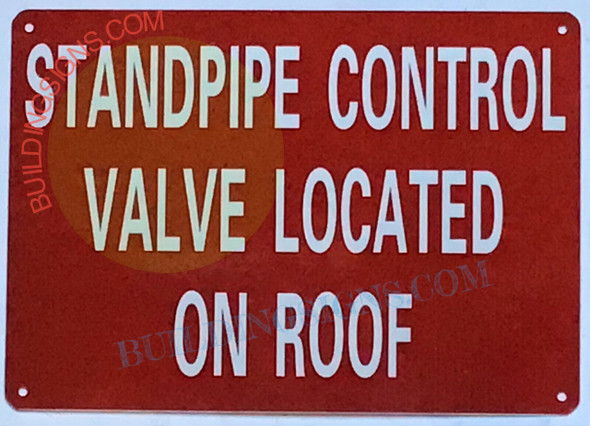 STANDPIPE CONTROL
VALVE LOCATED
ON ROOF
BUILDINGSIGNS.COM
BUILDINGSIGNS.COM